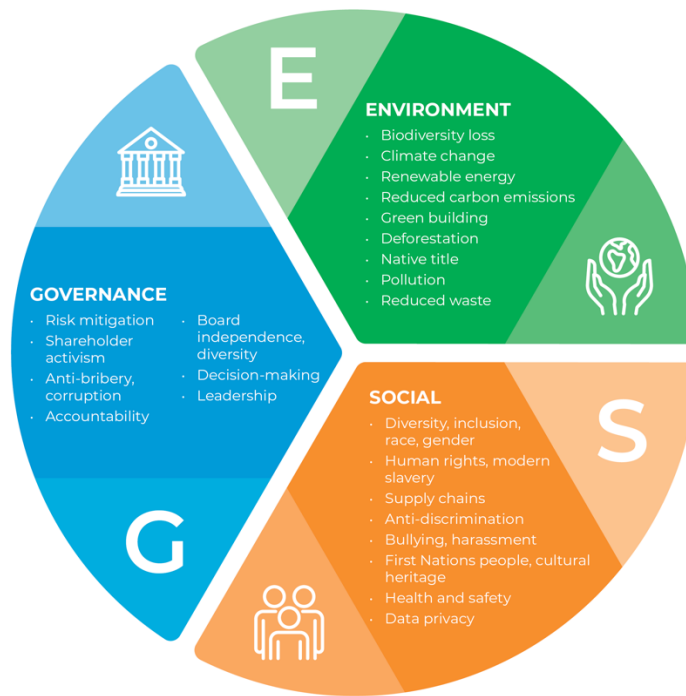 E
ENVIRONMENT
· Biodiversity loss
· Climate change
· Renewable energy
· Reduced carbon emissions
· Green building
· Deforestation
· Native title
· Pollution
· Reduced waste
GOVERNANCE
· Risk mitigation
· Shareholder
activism
· Anti-bribery,
corruption
· Accountability
· Board
independence,
diversity
· Decision-making
· Leadership
G
SOCIAL
· Diversity, inclusion,
race, gender
· Human rights, modern
slavery
· Supply chains
· Anti-discrimination
· Bullying, harassment
· First Nations people, cultural
heritage
· Health and safety
· Data privacy
S